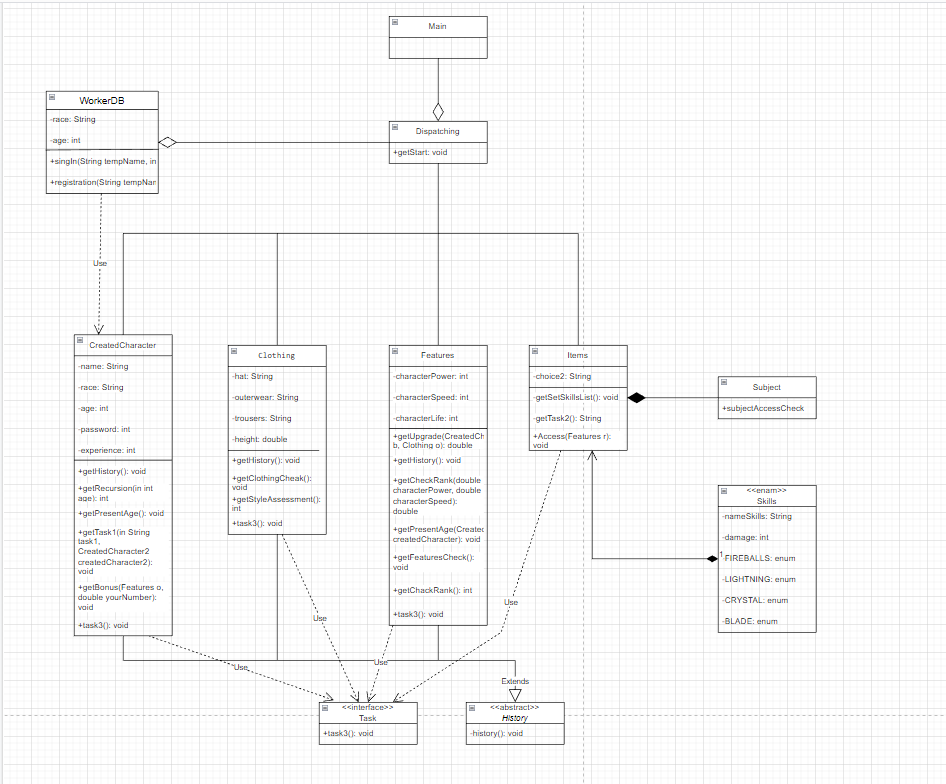 Main
WorkerDB
-race: String
-age: int
+singIn(String tempName, in
+registration(String tempNar
Dispatching
+getStart: void
Use
CreatedCharacter
-name: String
-race: String
-age: int
-password: int
-experience: int
+getHistory(): void
+getRecursion(in int
age): int
+getPresentAge(): void
+getTask1(in String
task1,
CreatedCharacter2
createdCharacter2):
void
+getBonus(Features o,
double yourNumber):
void
+task3(): void
Clothing
-hat: String
-outerwear: String
-trousers: String
-height: double
+getHistory(): void
+getClothingCheak():
void
+getStyleAssessment():
int
+task3(): void
Features
-characterPower: int
-characterSpeed: int
-characterLife: int
+getUpgrade(CreatedCh
b, Clothing o): double
+getHistory(): void
+getCheckRank(double
characterPower, double
characterSpeed):
double
+getPresentAge(Created
createdCharacter): void
+getFeaturesCheck():
void
+getChackRank(): int
+task3(): void
Items
-choice2: String
-getSetSkillsList(): void
-getTask2(): String
+Access(Features r):
void
Subject
+subjectAccessCheck
<<enam>>
Skills
-nameSkills: String
-damage: int
1
-FIREBALLS: enum
-LIGHTNING: enum
-CRYSTAL: enum
-BLADE: enum
Use
Use
Use
Use
Extends
<<interface>>
Task
+task3(): void
<<abstract>>
History
-history(): void